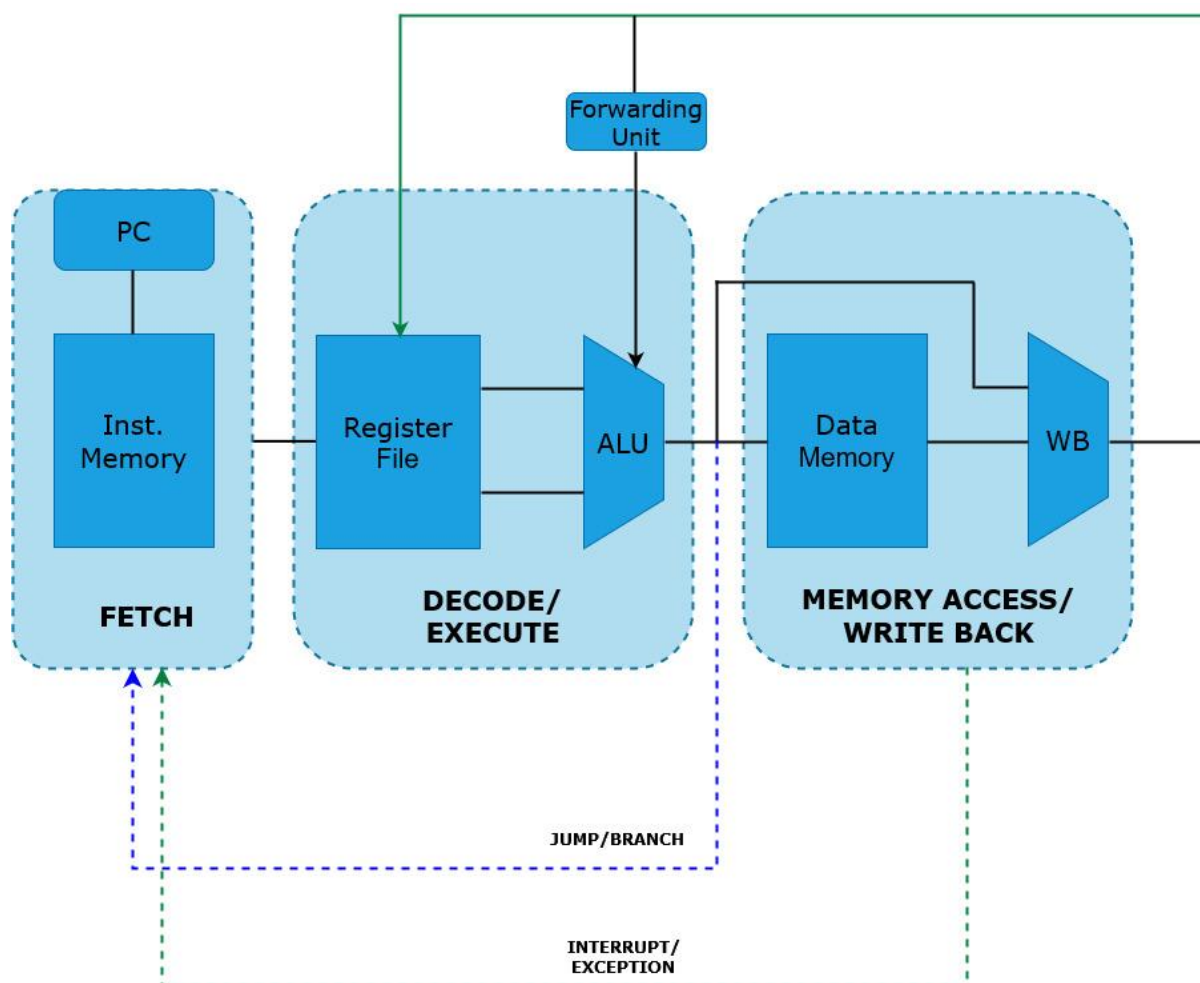 Forwarding
Unit
PC
Inst.
Memory
Register
File
ALU
Data
Memory
WB
FETCH
DECODE/
EXECUTE
MEMORY ACCESS/
WRITE BACK
JUMP/BRANCH
INTERRUPT/
EXCEPTION